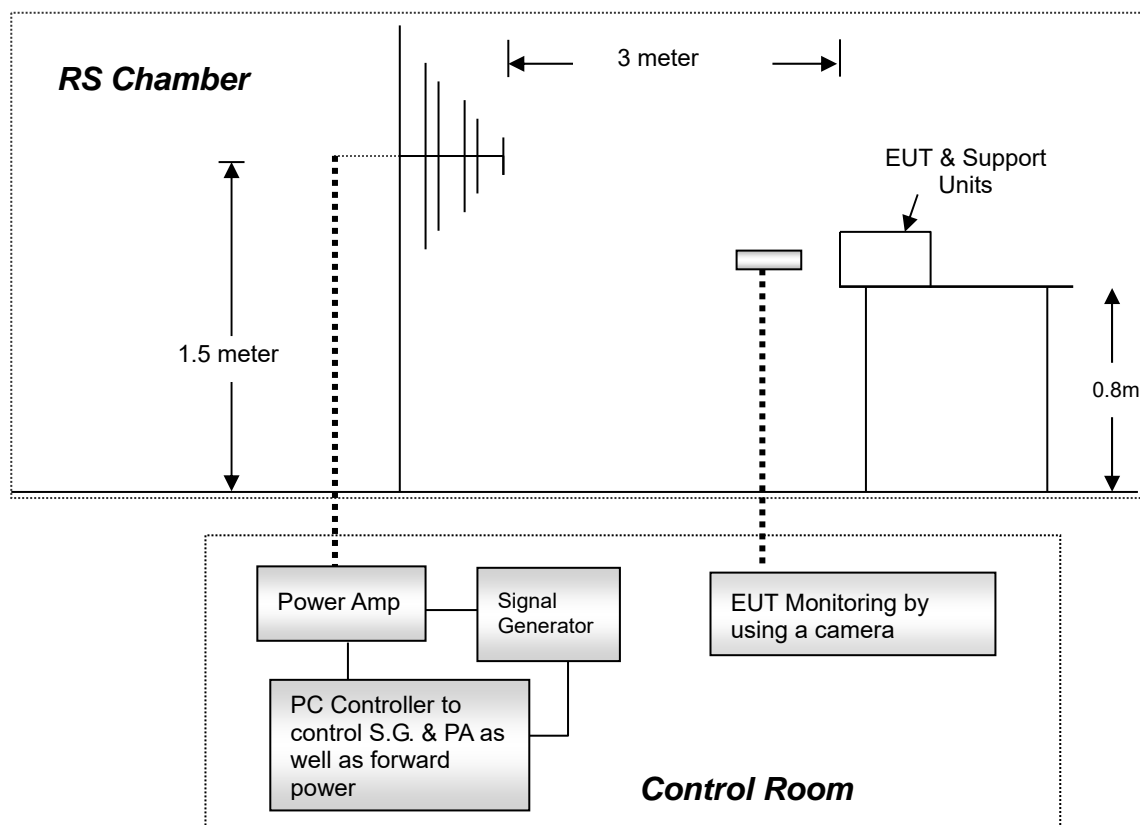 RS Chamber
3 meter
EUT & Support
Units
1.5 meter
0.8m
Power Amp
Signal
Generator
EUT Monitoring by
using a camera
PC Controller to
control S.G. & PA as
well as forward
power
Control Room